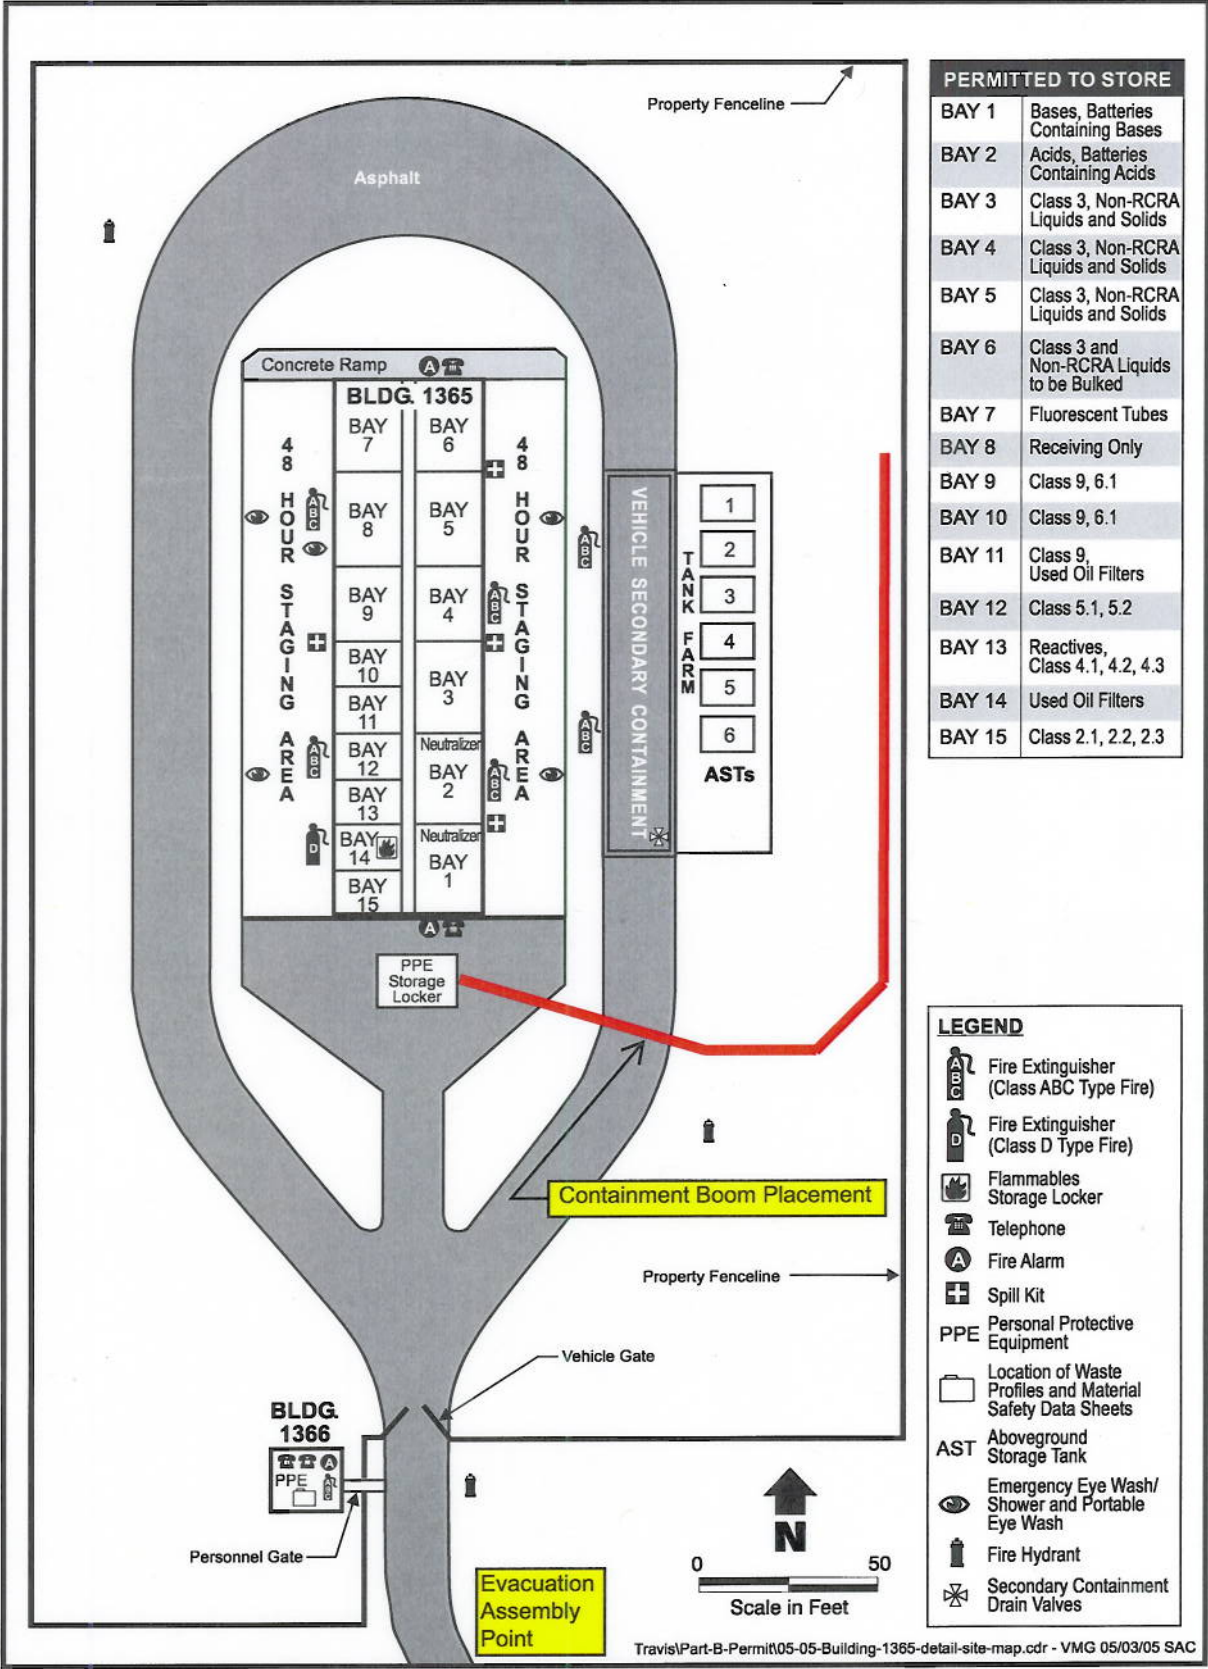 Property Fenceline
Asphalt
Concrete Ramp
A
BLDG. 1365
BAY
7
BAY
6
BAY
8
BAY
5
BAY
9
BAY
4
BAY
10
BAY
3
BAY
11
BAY
12
Neutralizer
BAY
2
BAY
13
BAY
14
Neutralizer
BAY
1
BAY
15
48 HOUR STAGING AREA
48 HOUR STAGING AREA
ABC
ABC
D
ABC
ABC
ABC
ABC
VEHICLE SECONDARY CONTAINMENT
TANK FARM
1
2
3
4
5
6
ASTs
A
PPE
Storage
Locker
Containment Boom Placement
Property Fenceline
Vehicle Gate
BLDG.
1366
A
PPE
ABC
Personnel Gate
Evacuation
Assembly
Point
N
0 50
Scale in Feet
PERMITTED TO STORE
BAY 1 Bases, Batteries
Containing Bases
BAY 2 Acids, Batteries
Containing Acids
BAY 3 Class 3, Non-RCRA
Liquids and Solids
BAY 4 Class 3, Non-RCRA
Liquids and Solids
BAY 5 Class 3, Non-RCRA
Liquids and Solids
BAY 6 Class 3 and
Non-RCRA Liquids
to be Bulked
BAY 7 Fluorescent Tubes
BAY 8 Receiving Only
BAY 9 Class 9, 6.1
BAY 10 Class 9, 6.1
BAY 11 Class 9,
Used Oil Filters
BAY 12 Class 5.1, 5.2
BAY 13 Reactives,
Class 4.1, 4.2, 4.3
BAY 14 Used Oil Filters
BAY 15 Class 2.1, 2.2, 2.3
LEGEND
ABC Fire Extinguisher
(Class ABC Type Fire)
D Fire Extinguisher
(Class D Type Fire)
Flammables
Storage Locker
Telephone
A Fire Alarm
Spill Kit
PPE Personal Protective
Equipment
Location of Waste
Profiles and Material
Safety Data Sheets
AST Aboveground
Storage Tank
Emergency Eye Wash/
Shower and Portable
Eye Wash
Fire Hydrant
Secondary Containment
Drain Valves
Travis\Part-B-Permit\05-05-Building-1365-detail-site-map.cdr - VMG 05/03/05 SAC